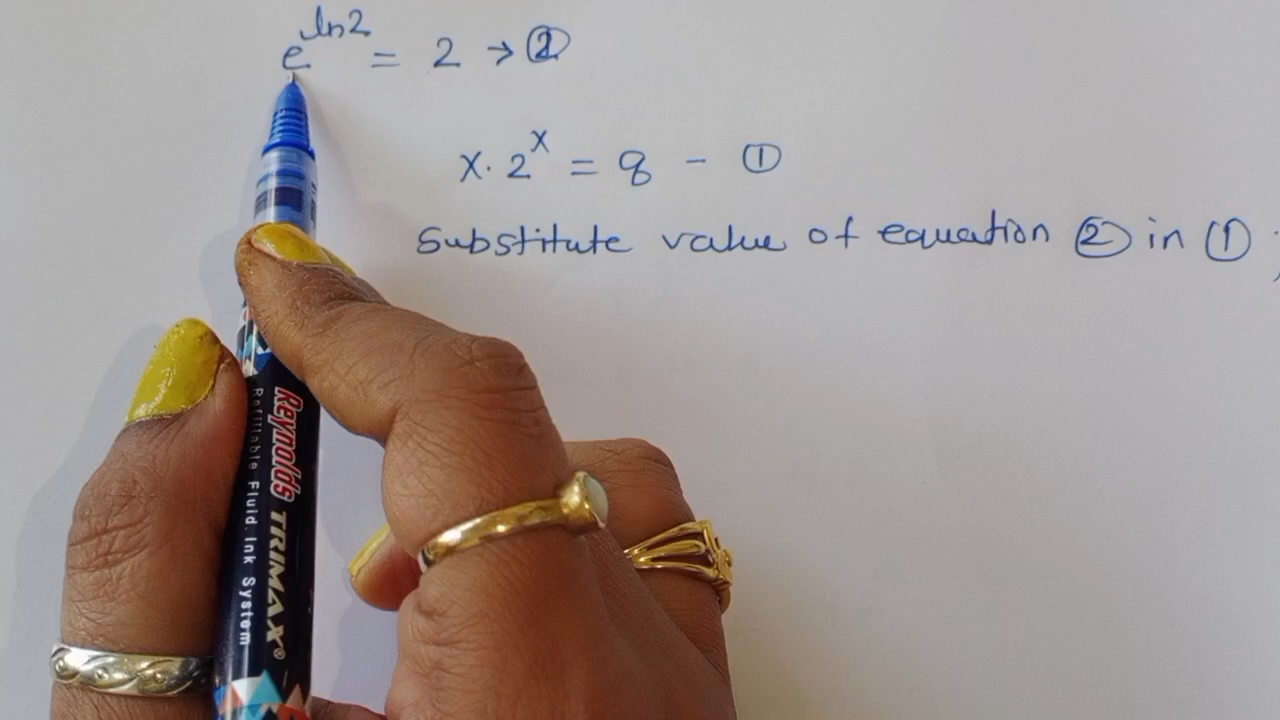 e^ln2 = 2 → ②
x. 2^x = 8 - ①
Substitute value of equation ② in ① ;
Reynolds TRIMAX®
Refillable Fluid Ink System